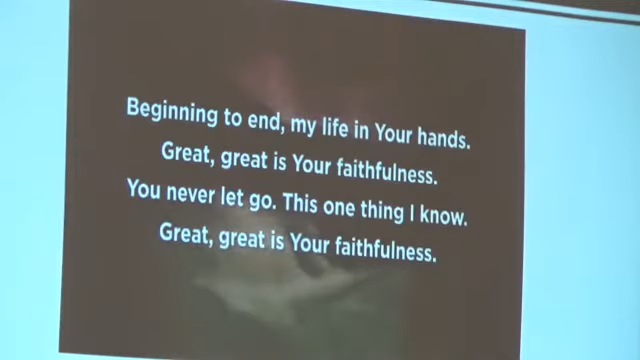 Beginning to end, my life in Your hands.
Great, great is Your faithfulness.
You never let go. This one thing I know.
Great, great is Your faithfulness.